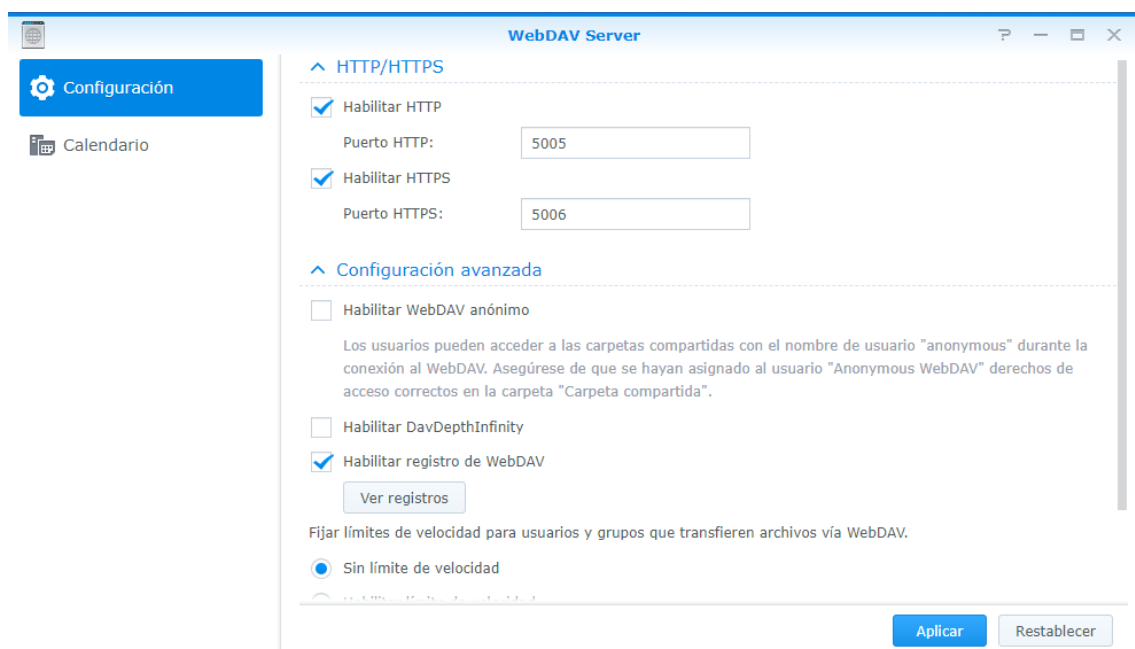 WebDAV Server
Configuración
Calendario
HTTP/HTTPS
Habilitar HTTP
Puerto HTTP: 5005
Habilitar HTTPS
Puerto HTTPS: 5006
Configuración avanzada
Habilitar WebDAV anónimo
Los usuarios pueden acceder a las carpetas compartidas con el nombre de usuario "anonymous" durante la
conexión al WebDAV. Asegúrese de que se hayan asignado al usuario "Anonymous WebDAV" derechos de
acceso correctos en la carpeta "Carpeta compartida".
Habilitar DavDepthInfinity
Habilitar registro de WebDAV
Ver registros
Fijar límites de velocidad para usuarios y grupos que transfieren archivos vía WebDAV.
Sin límite de velocidad
Aplicar
Restablecer